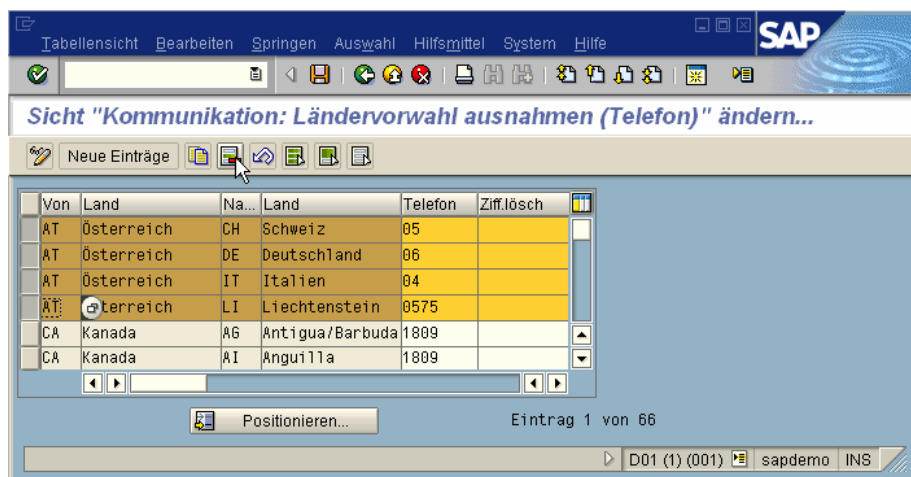 Tabellensicht Bearbeiten Springen Auswahl Hilfsmittel System Hilfe
SAP
Sicht "Kommunikation: Ländervorwahl ausnahmen (Telefon)" ändern...
Neue Einträge
Von Land Na... Land Telefon Ziff.lösch
AT Österreich CH Schweiz 05
AT Österreich DE Deutschland 06
AT Österreich IT Italien 04
AT terreich LI Liechtenstein 0575
CA Kanada AG Antigua/Barbuda 1809
CA Kanada AI Anguilla 1809
Positionieren... Eintrag 1 von 66
D01 (1) (001) sapdemo INS